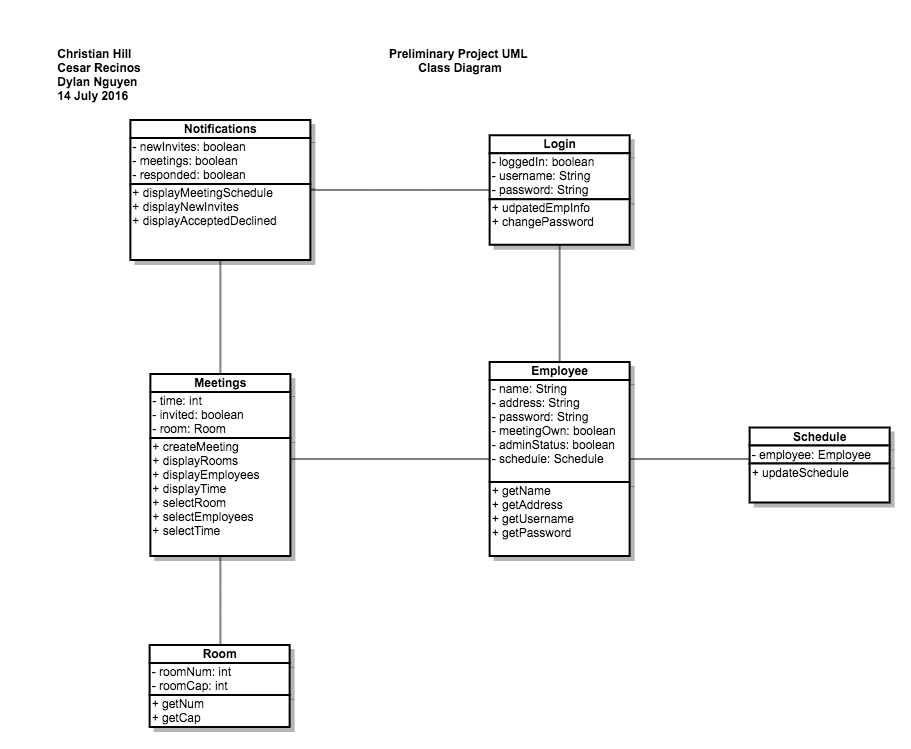 Christian Hill
Cesar Recinos
Dylan Nguyen
14 July 2016
Preliminary Project UML
Class Diagram
Notifications
- newInvites: boolean
- meetings: boolean
- responded: boolean
+ displayMeetingSchedule
+ displayNewInvites
+ displayAcceptedDeclined
Login
- loggedIn: boolean
- username: String
- password: String
+ udpatedEmpInfo
+ changePassword
Meetings
- time: int
- invited: boolean
- room: Room
+ createMeeting
+ displayRooms
+ displayEmployees
+ displayTime
+ selectRoom
+ selectEmployees
+ selectTime
Employee
- name: String
- address: String
- password: String
- meetingOwn: boolean
- adminStatus: boolean
- schedule: Schedule
+ getName
+ getAddress
+ getUsername
+ getPassword
Schedule
- employee: Employee
+ updateSchedule
Room
- roomNum: int
- roomCap: int
+ getNum
+ getCap